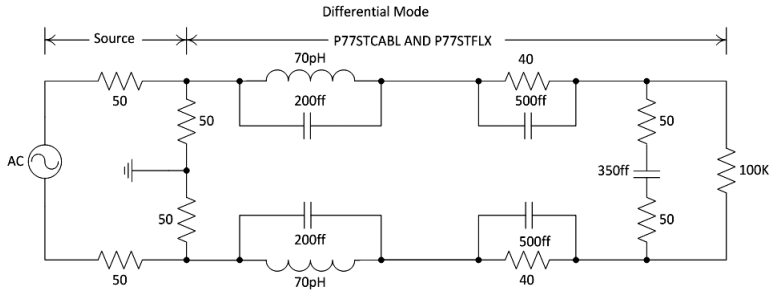 Differential Mode
Source
P77STCABL AND P77STFLX
70pH
40
50
200ff
500ff
50
50
AC
350ff
100K
50
50
200ff
500ff
50
70pH
40